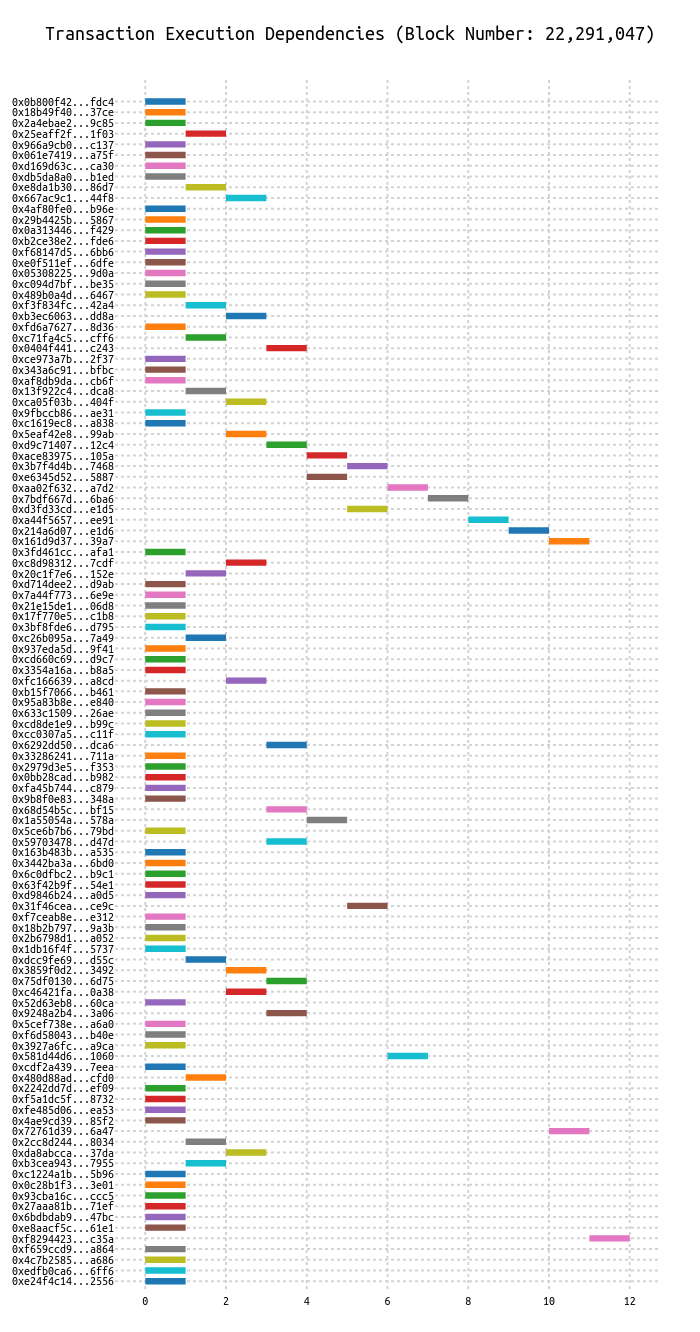 Transaction Execution Dependencies (Block Number: 22,291,047)
0x0b800f42...fdc4
0x18b49f40...37ce
0x2a4ebae2...9c85
0x25eaff2f...1f03
0x966a9cb0...c137
0x061e7419...a75f
0xd169d63c...ca30
0xdb5da8a0...b1ed
0xe8da1b30...86d7
0x667ac9c1...44f8
0x4af80fe0...b96e
0x29b4425b...5867
0x0a313446...f429
0xb2ce38e2...fde6
0xf68147d5...6bb6
0xe0f511ef...6dfe
0x05308225...9d0a
0xc094d7bf...be35
0x489b0a4d...6467
0xf3f834fc...42a4
0xb3ec6063...dd8a
0xfd6a7627...8d36
0xc71fa4c5...cff6
0x0404f441...c243
0xce973a7b...2f37
0x343a6c91...bfbc
0xaf8db9da...cb6f
0x13f922c4...dca8
0xca05f03b...404f
0x9fbccb86...ae31
0xc1619ec8...a838
0x5eaf42e8...99ab
0xd9c71407...12c4
0xace83975...105a
0x3b7f4d4b...7468
0xe6345d52...5887
0xaa02f632...a7d2
0x7bdf667d...6ba6
0xd3fd33cd...e1d5
0xa44f5657...ee91
0x214a6d07...e1d6
0x161d9d37...39a7
0x3fd461cc...afa1
0xc8d98312...7cdf
0x20c1f7e6...152e
0xd714dee2...d9ab
0x7a44f773...6e9e
0x21e15de1...06d8
0x17f770e5...c1b8
0x3bf8fde6...d795
0xc26b095a...7a49
0x937eda5d...9f41
0xcd660c69...d9c7
0x3354a16a...b8a5
0xfc166639...a8cd
0xb15f7066...b461
0x95a83b8e...e840
0x633c1509...26ae
0xcd8de1e9...b99c
0xcc0307a5...c11f
0x6292dd50...dca6
0x33286241...711a
0x2979d3e5...f353
0x0bb28cad...b982
0xfa45b744...c879
0x9b8f0e83...348a
0x68d54b5c...bf15
0x1a55054a...578a
0x5ce6b7b6...79bd
0x59703478...d47d
0x163b483b...a535
0x3442ba3a...6bd0
0x6c0dfbc2...b9c1
0x63f42b9f...54e1
0xd9846b24...a0d5
0x31f46cea...ce9c
0xf7ceab8e...e312
0x18b2b797...9a3b
0x2b6798d1...a052
0x1db16f4f...5737
0xdcc9fe69...d55c
0x3859f0d2...3492
0x75df0130...6d75
0xc46421fa...0a38
0x52d63eb8...60ca
0x9248a2b4...3a06
0x5cef738e...a6a0
0xf6d58043...b40e
0x3927a6fc...a9ca
0x581d44d6...1060
0xcdf2a439...7eea
0x480d88ad...cfd0
0x2242dd7d...ef09
0xf5a1dc5f...8732
0xfe485d06...ea53
0x4ae9cd39...85f2
0x72761d39...6a47
0x2cc8d244...8034
0xda8abcca...37da
0xb3cea943...7955
0xc1224a1b...5b96
0x0c28b1f3...3e01
0x93cba16c...ccc5
0x27aaa81b...71ef
0x6bdbdab9...47bc
0xe8aacf5c...61e1
0xf8294423...c35a
0xf659ccd9...a864
0x4c7b2585...a686
0xedfb0ca6...6ff6
0xe24f4c14...2556
0 2 4 6 8 10 12